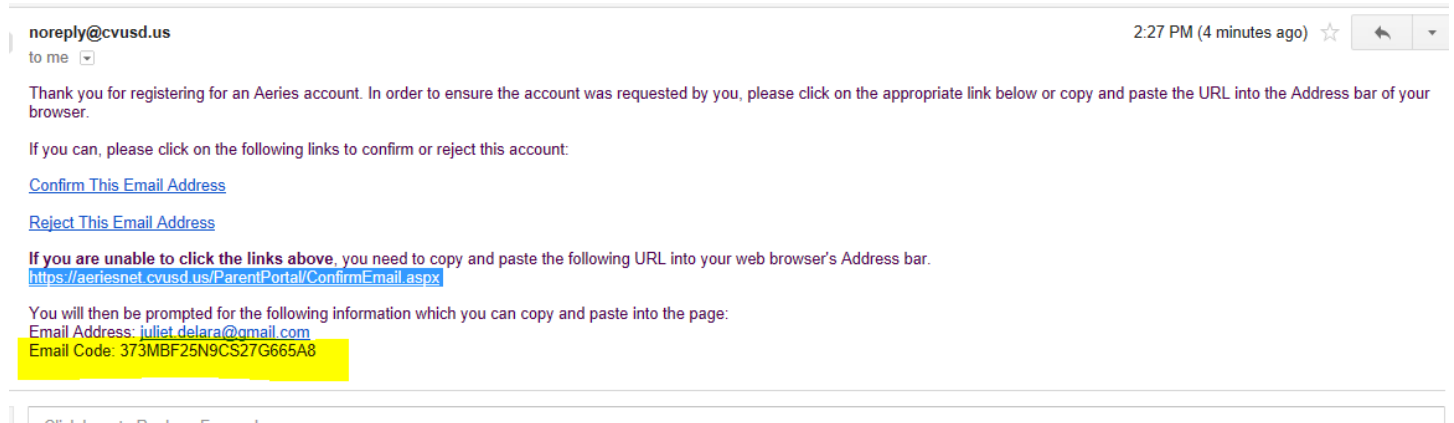 noreply@cvusd.us
2:27 PM (4 minutes ago)
to me
Thank you for registering for an Aeries account. In order to ensure the account was requested by you, please click on the appropriate link below or copy and paste the URL into the Address bar of your
browser.
If you can, please click on the following links to confirm or reject this account:
Confirm This Email Address
Reject This Email Address
If you are unable to click the links above, you need to copy and paste the following URL into your web browser's Address bar.
https://aeriesnet.cvusd.us/ParentPortal/ConfirmEmail.aspx
You will then be prompted for the following information which you can copy and paste into the page:
Email Address: juliet.delara@gmail.com
Email Code: 373MBF25N9CS27G665A8